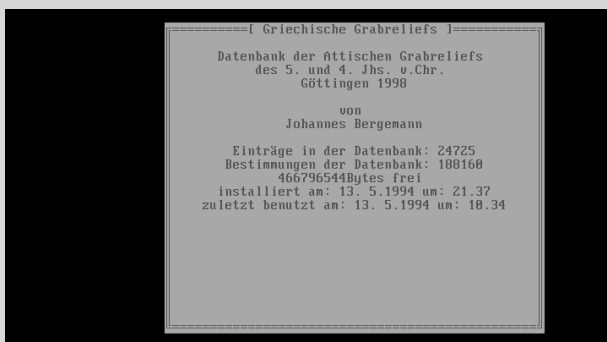 [ Griechische Grabreliefs ]
Datenbank der Attischen Grabreliefs
des 5. und 4. Jhs. v.Chr.
Göttingen 1998
von
Johannes Bergemann
Einträge in der Datenbank: 24725
Bestimmungen der Datenbank: 188160
466796544Bytes frei
installiert am: 13. 5.1994 um: 21.37
zuletzt benutzt am: 13. 5.1994 um: 10.34